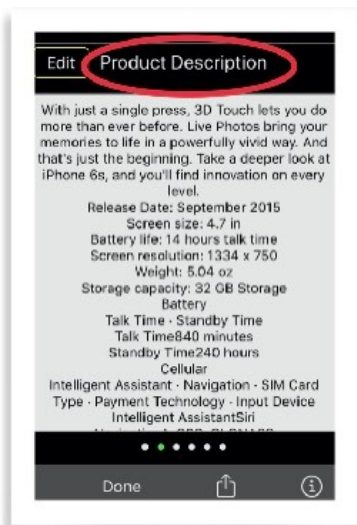 Edit Product Description
With just a single press, 3D Touch lets you do
more than ever before. Live Photos bring your
memories to life in a powerfully vivid way. And
that's just the beginning. Take a deeper look at
iPhone 6s, and you'll find innovation on every
level.
Release Date: September 2015
Screen size: 4.7 in
Battery life: 14 hours talk time
Screen resolution: 1334 x 750
Weight: 5.04 oz
Storage capacity: 32 GB Storage
Battery
Talk Time · Standby Time
Talk Time840 minutes
Standby Time240 hours
Cellular
Intelligent Assistant · Navigation · SIM Card
Type · Payment Technology · Input Device
Intelligent AssistantSiri
Done